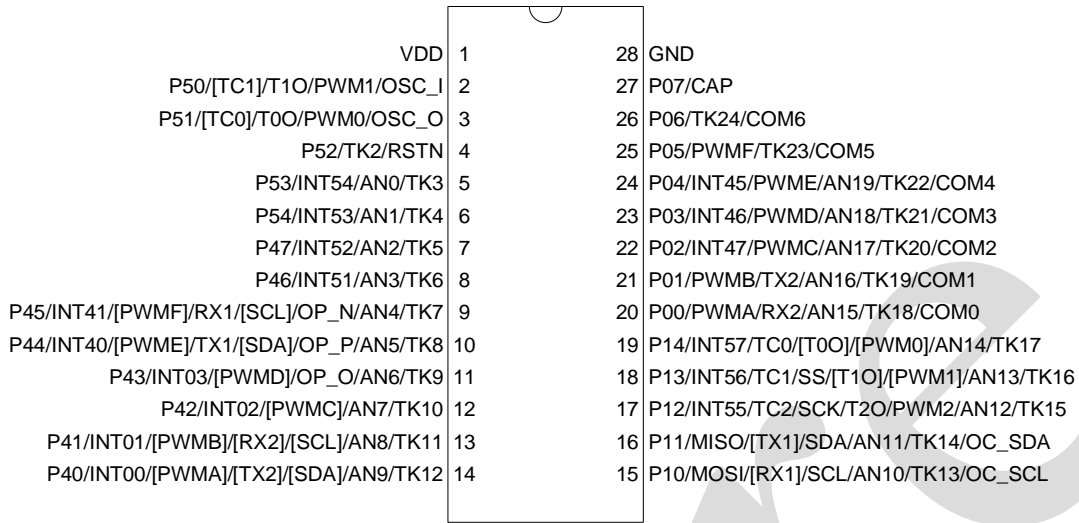 VDD 1 28 GND
P50/[TC1]/T1O/PWM1/OSC_I 2 27 P07/CAP
P51/[TC0]/T0O/PWM0/OSC_O 3 26 P06/TK24/COM6
P52/TK2/RSTN 4 25 P05/PWMF/TK23/COM5
P53/INT54/AN0/TK3 5 24 P04/INT45/PWME/AN19/TK22/COM4
P54/INT53/AN1/TK4 6 23 P03/INT46/PWMD/AN18/TK21/COM3
P47/INT52/AN2/TK5 7 22 P02/INT47/PWMC/AN17/TK20/COM2
P46/INT51/AN3/TK6 8 21 P01/PWMB/TX2/AN16/TK19/COM1
P45/INT41/[PWMF]/RX1/[SCL]/OP_N/AN4/TK7 9 20 P00/PWMA/RX2/AN15/TK18/COM0
P44/INT40/[PWME]/TX1/[SDA]/OP_P/AN5/TK8 10 19 P14/INT57/TC0/[T0O]/[PWM0]/AN14/TK17
P43/INT03/[PWMD]/OP_O/AN6/TK9 11 18 P13/INT56/TC1/SS/[T1O]/[PWM1]/AN13/TK16
P42/INT02/[PWMC]/AN7/TK10 12 17 P12/INT55/TC2/SCK/T2O/PWM2/AN12/TK15
P41/INT01/[PWMB]/[RX2]/[SCL]/AN8/TK11 13 16 P11/MISO/[TX1]/SDA/AN11/TK14/OC_SDA
P40/INT00/[PWMA]/[TX2]/[SDA]/AN9/TK12 14 15 P10/MOSI/[RX1]/SCL/AN10/TK13/OC_SCL